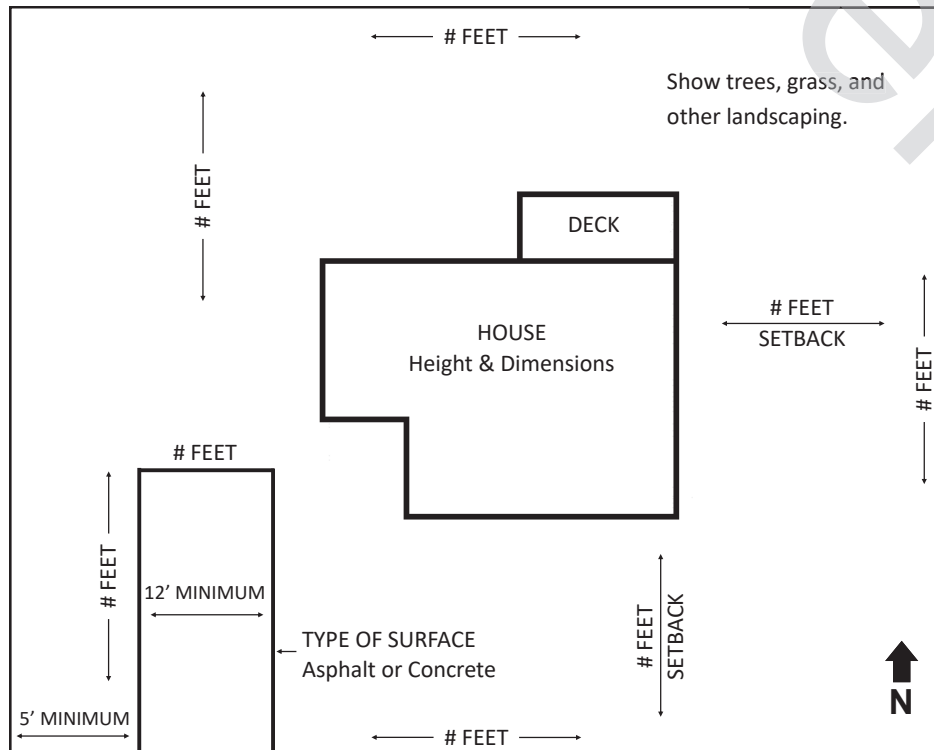 # FEET
Show trees, grass, and
other landscaping.
# FEET
DECK
# FEET
SETBACK
HOUSE
Height & Dimensions
# FEET
# FEET
# FEET
12' MINIMUM
TYPE OF SURFACE
Asphalt or Concrete
# FEET
SETBACK
N
5' MINIMUM
# FEET